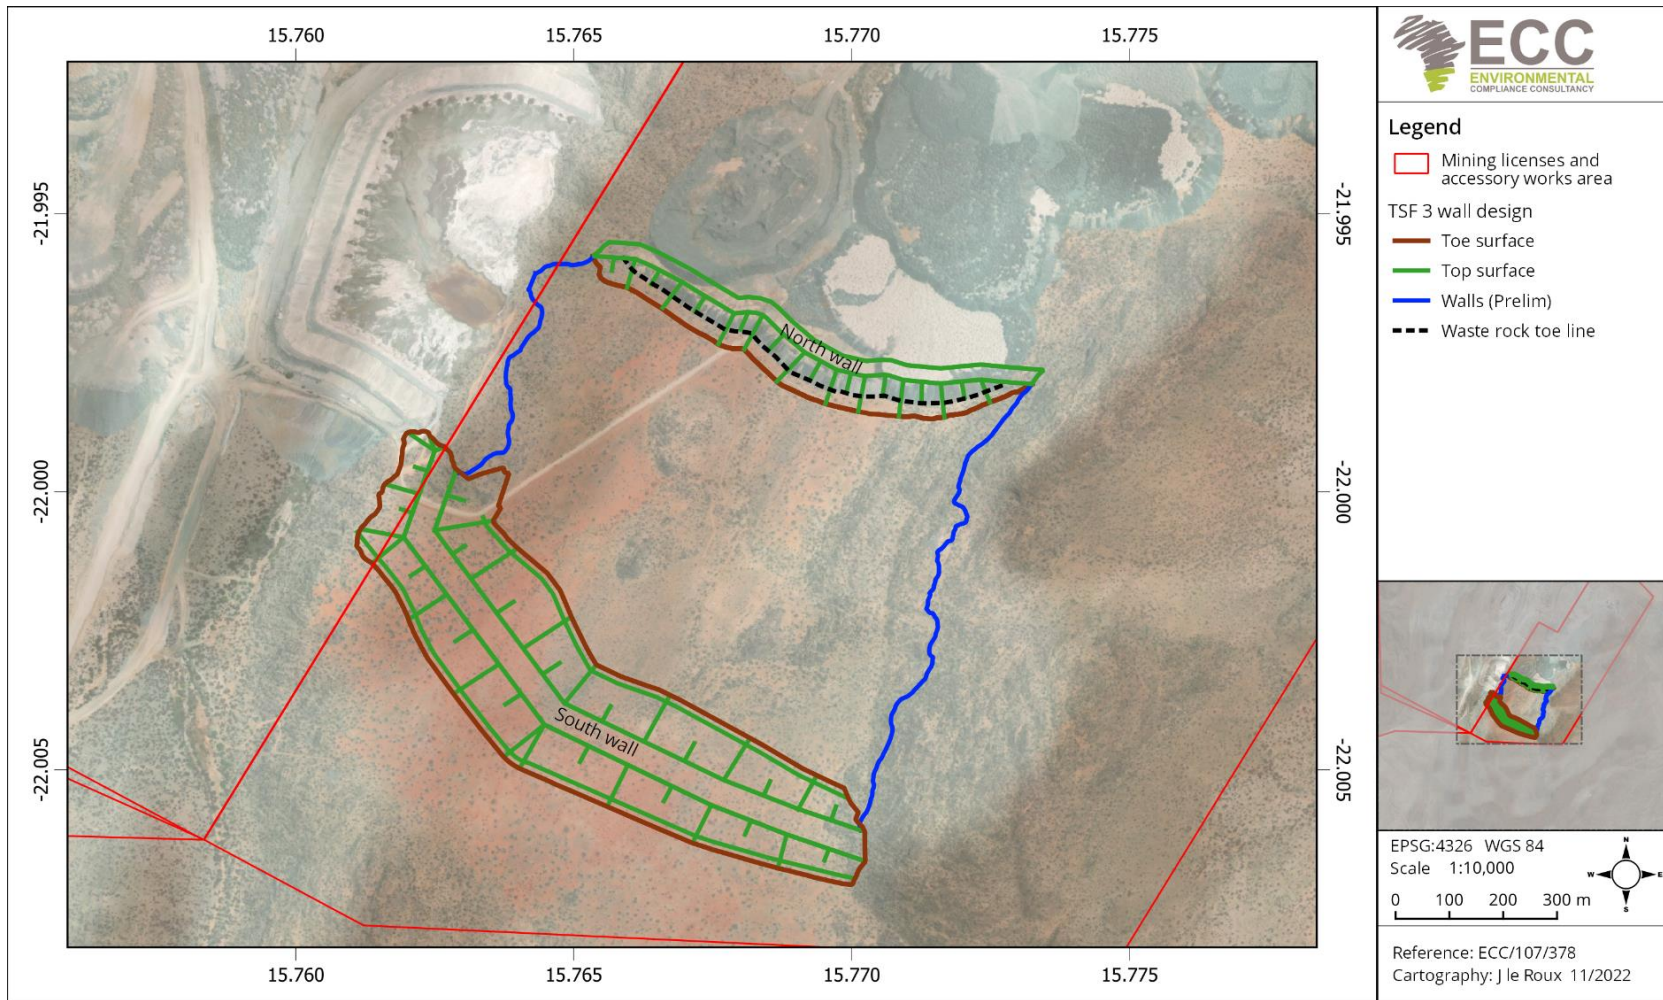 15.760
15.765
15.770
15.775
-21.995
-22.000
-22.005
-21.995
-22.000
-22.005
North wall
South wall
15.760
15.765
15.770
15.775
ECC
ENVIRONMENTAL
COMPLIANCE CONSULTANCY
Legend
Mining licenses and
accessory works area
TSF 3 wall design
Toe surface
Top surface
Walls (Prelim)
Waste rock toe line
EPSG:4326 WGS 84
Scale 1:10,000
0 100 200 300 m
N
W E
S
Reference: ECC/107/378
Cartography: J le Roux 11/2022